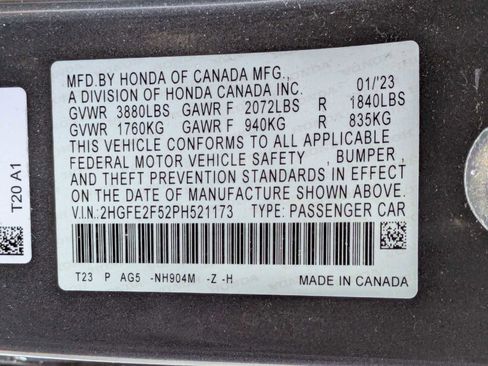 MFD.BY HONDA OF CANADA MFG.,
A DIVISION OF HONDA CANADA INC. 01/'23
GVWR 3880LBS GAWR F 2072LBS R 1840LBS
GVWR 1760KG GAWR F 940KG R 835KG
THIS VEHICLE CONFORMS TO ALL APPLICABLE
FEDERAL MOTOR VEHICLE SAFETY , BUMPER ,
AND THEFT PREVENTION STANDARDS IN EFFECT
ON THE DATE OF MANUFACTURE SHOWN ABOVE.
V.I.N: 2HGFE2F52PH521173 TYPE: PASSENGER CAR
T23 P AG5 -NH904M -Z -H MADE IN CANADA
T20 A1